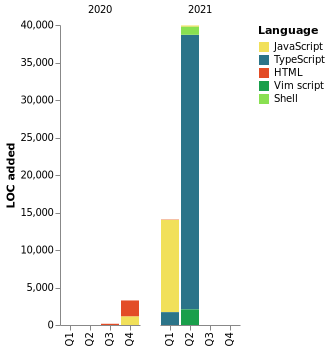 2020
2021
LOC added
40,000
35,000
30,000
25,000
20,000
15,000
10,000
5,000
0
Q1
Q2
Q3
Q4
Q1
Q2
Q3
Q4
Language
JavaScript
TypeScript
HTML
Vim script
Shell